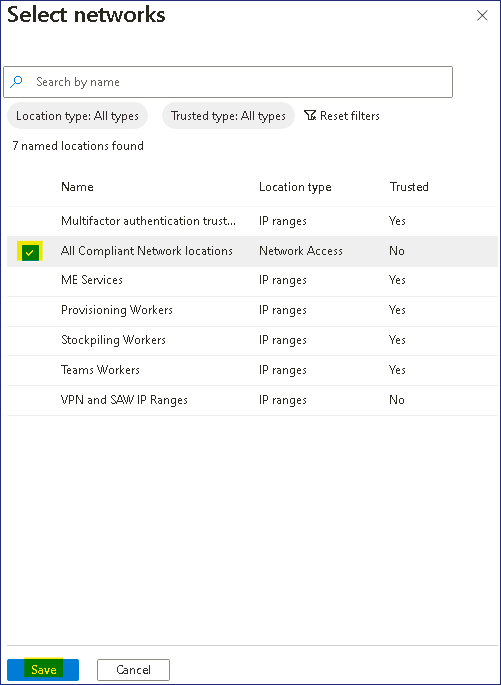 Select networks
Search by name
Location type: All types Trusted type: All types Reset filters
7 named locations found
Name Location type Trusted
Multifactor authentication trust... IP ranges Yes
All Compliant Network locations Network Access No
ME Services IP ranges Yes
Provisioning Workers IP ranges Yes
Stockpiling Workers IP ranges Yes
Teams Workers IP ranges Yes
VPN and SAW IP Ranges IP ranges No
Save Cancel